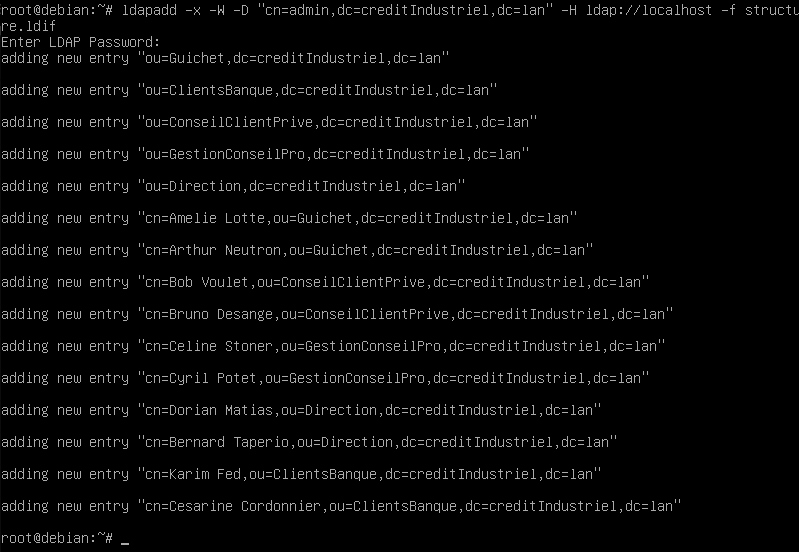 root@debian:~# ldapadd -x -W -D "cn=admin,dc=creditIndustriel,dc=lan" -H ldap://localhost -f structu
re.ldif
Enter LDAP Password:
adding new entry "ou=Guichet,dc=creditIndustriel,dc=lan"
adding new entry "ou=ClientsBanque,dc=creditIndustriel,dc=lan"
adding new entry "ou=ConseilClientPrive,dc=creditIndustriel,dc=lan"
adding new entry "ou=GestionConseilPro,dc=creditIndustriel,dc=lan"
adding new entry "ou=Direction,dc=creditIndustriel,dc=lan"
adding new entry "cn=Amelie Lotte,ou=Guichet,dc=creditIndustriel,dc=lan"
adding new entry "cn=Arthur Neutron,ou=Guichet,dc=creditIndustriel,dc=lan"
adding new entry "cn=Bob Voulet,ou=ConseilClientPrive,dc=creditIndustriel,dc=lan"
adding new entry "cn=Bruno Desange,ou=ConseilClientPrive,dc=creditIndustriel,dc=lan"
adding new entry "cn=Celine Stoner,ou=GestionConseilPro,dc=creditIndustriel,dc=lan"
adding new entry "cn=Cyril Potet,ou=GestionConseilPro,dc=creditIndustriel,dc=lan"
adding new entry "cn=Dorian Matias,ou=Direction,dc=creditIndustriel,dc=lan"
adding new entry "cn=Bernard Taperio,ou=Direction,dc=creditIndustriel,dc=lan"
adding new entry "cn=Karim Fed,ou=ClientsBanque,dc=creditIndustriel,dc=lan"
adding new entry "cn=Cesarine Cordonnier,ou=ClientsBanque,dc=creditIndustriel,dc=lan"
root@debian:~# _